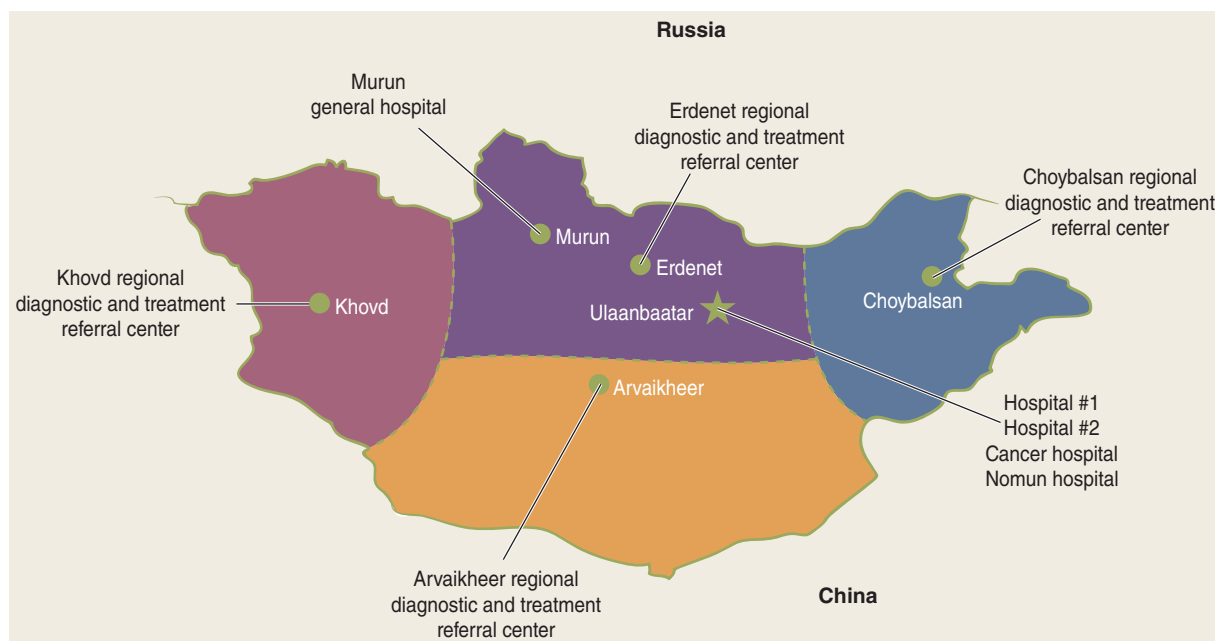 Russia
Murun
general hospital
Erdenet regional
diagnostic and treatment
referral center
Choybalsan regional
diagnostic and treatment
referral center
Khovd regional
diagnostic and treatment
referral center
Murun
Erdenet
Khovd
Ulaanbaatar
Choybalsan
Arvaikheer
Hospital #1
Hospital #2
Cancer hospital
Nomun hospital
Arvaikheer regional
diagnostic and treatment
referral center
China